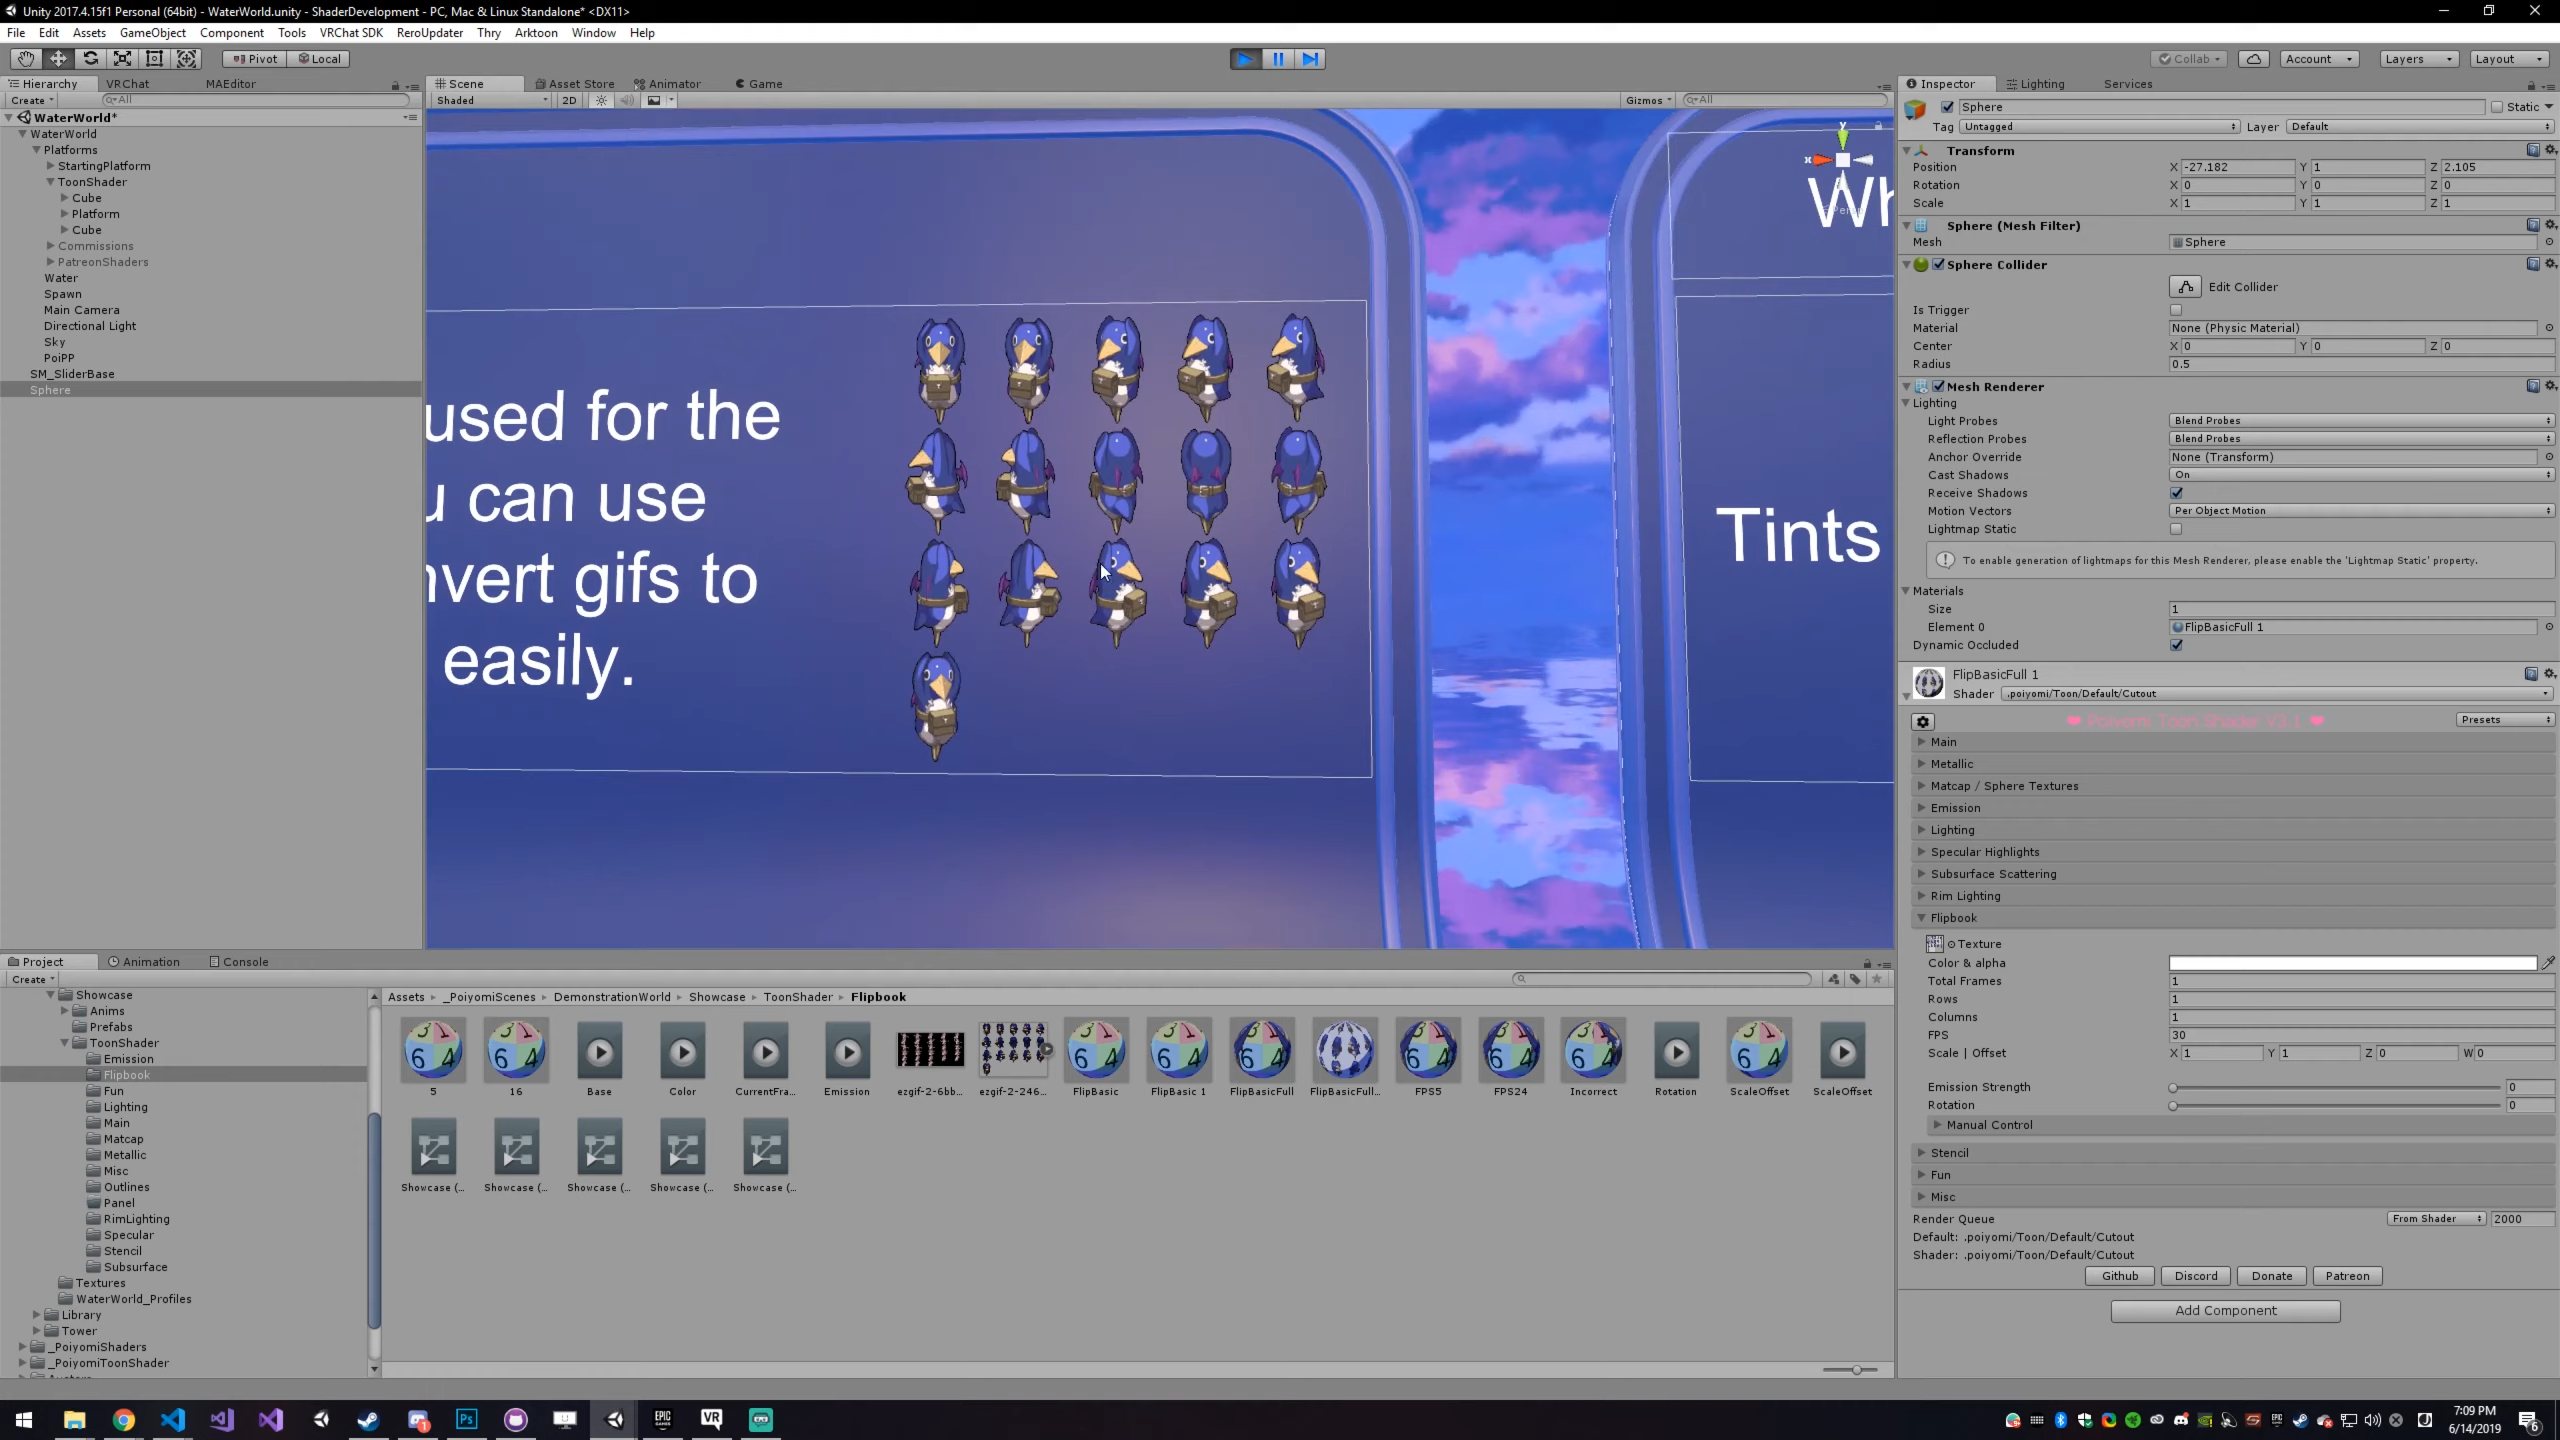 Unity 2017.4.15f1 Personal (64bit) - WaterWorld.unity - ShaderDevelopment - PC, Mac & Linux Standalone* <DX11>
File Edit Assets GameObject Component Tools VRChat SDK ReroUpdater Thry Arktoon Window Help
Pivot Local Collab Account Layers Layout
Hierarchy VRChat MAEditor
Create All
WaterWorld*
WaterWorld
Platforms
StartingPlatform
ToonShader
Cube
Platform
Cube
Commissions
PatreonShaders
Water
Spawn
Main Camera
Directional Light
Sky
PoiPP
SM_SliderBase
Sphere
Scene Asset Store Animator Game
Shaded 2D Gizmos All
used for the
u can use
nvert gifs to
easily.
Wh
Tints
y
x
Persp
Inspector Lighting Services
Sphere Static
Tag Untagged Layer Default
Transform
Position X -27.182 Y 1 Z 2.105
Rotation X 0 Y 0 Z 0
Scale X 1 Y 1 Z 1
Sphere (Mesh Filter)
Mesh Sphere
Sphere Collider
Edit Collider
Is Trigger
Material None (Physic Material)
Center X 0 Y 0 Z 0
Radius 0.5
Mesh Renderer
Lighting
Light Probes Blend Probes
Reflection Probes Blend Probes
Anchor Override None (Transform)
Cast Shadows On
Receive Shadows
Motion Vectors Per Object Motion
Lightmap Static
To enable generation of lightmaps for this Mesh Renderer, please enable the 'Lightmap Static' property.
Materials
Size 1
Element 0 FlipBasicFull 1
Dynamic Occluded
FlipBasicFull 1
Shader .poiyomi/Toon/Default/Cutout
Poiyomi Toon Shader V3.1 Presets
Main
Metallic
Matcap / Sphere Textures
Emission
Lighting
Specular Highlights
Subsurface Scattering
Rim Lighting
Flipbook
Texture
Color & alpha
Total Frames 1
Rows 1
Columns 1
FPS 30
Scale | Offset X 1 Y 1 Z 0 W 0
Emission Strength 0
Rotation 0
Manual Control
Stencil
Fun
Misc
Render Queue From Shader 2000
Default: .poiyomi/Toon/Default/Cutout
Shader: .poiyomi/Toon/Default/Cutout
Github Discord Donate Patreon
Add Component
Project Animation Console
Create
Showcase
Anims
Prefabs
ToonShader
Emission
Flipbook
Fun
Lighting
Main
Matcap
Metallic
Misc
Outlines
Panel
RimLighting
Specular
Stencil
Subsurface
Textures
WaterWorld_Profiles
Library
Tower
_PoiyomiShaders
_PoiyomiToonShader
Assets _PoiyomiScenes DemonstrationWorld Showcase ToonShader Flipbook
5 16 Base Color CurrentFra... Emission ezgif-2-6bb... ezgif-2-246... FlipBasic FlipBasic 1 FlipBasicFull FlipBasicFull... FPS5 FPS24 Incorrect Rotation ScaleOffset ScaleOffset
Showcase (... Showcase (... Showcase (... Showcase (... Showcase (...
7:09 PM
6/14/2019